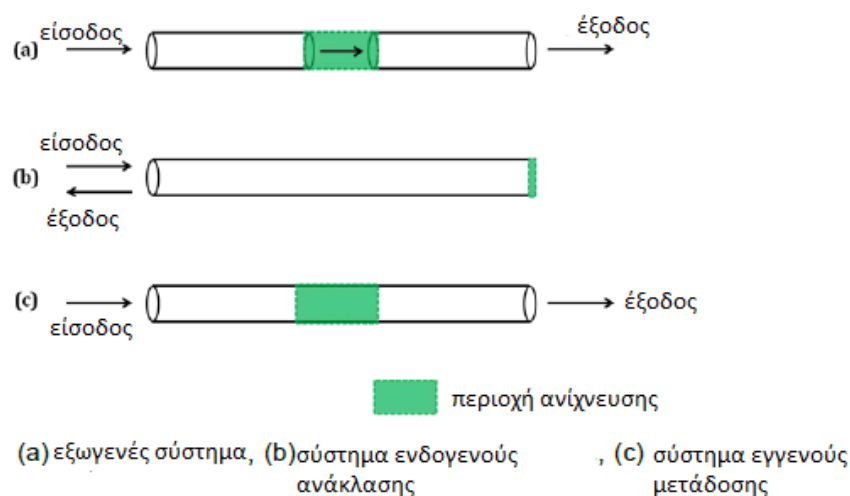 είσοδος
έξοδος
(a)
είσοδος
(b)
έξοδος
(c)
έξοδος
είσοδος
περιοχή ανίχνευσης
(a) εξωγενές σύστημα, (b) σύστημα ενδογενούς , (c) σύστημα εγγενούς
ανάκλασης μετάδοσης